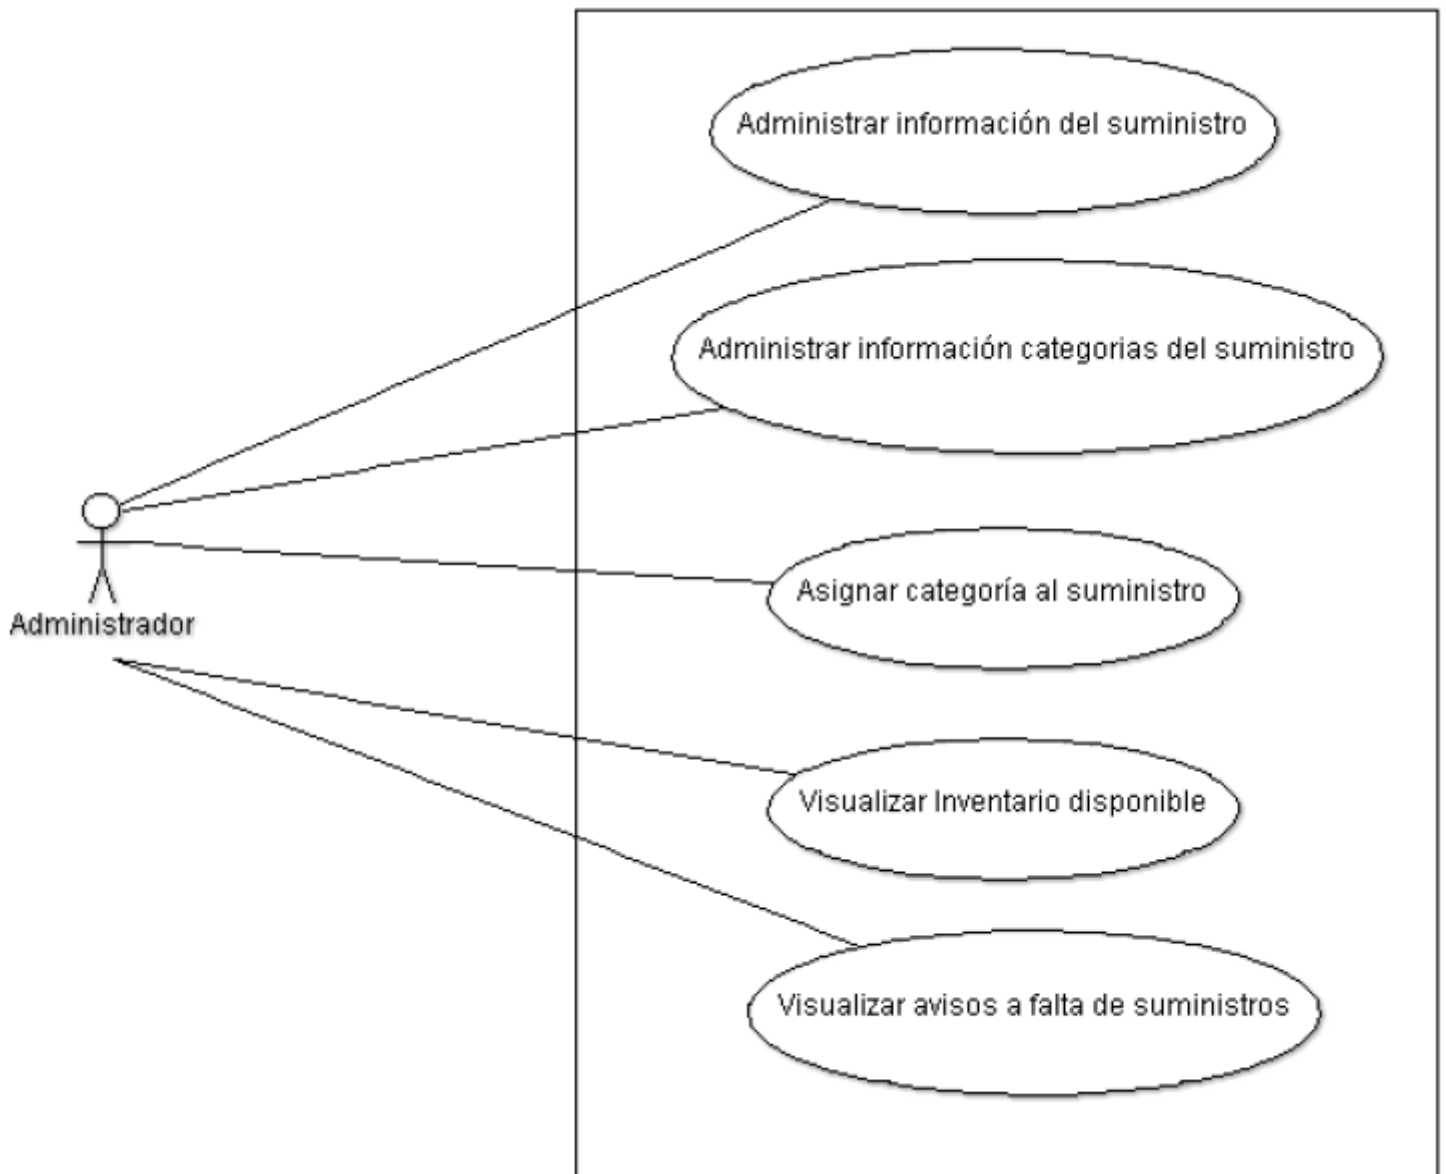 Administrar información del suministro
Administrar información categorias del suministro
Administrador
Asignar categoría al suministro
Visualizar Inventario disponible
Visualizar avisos a falta de suministros